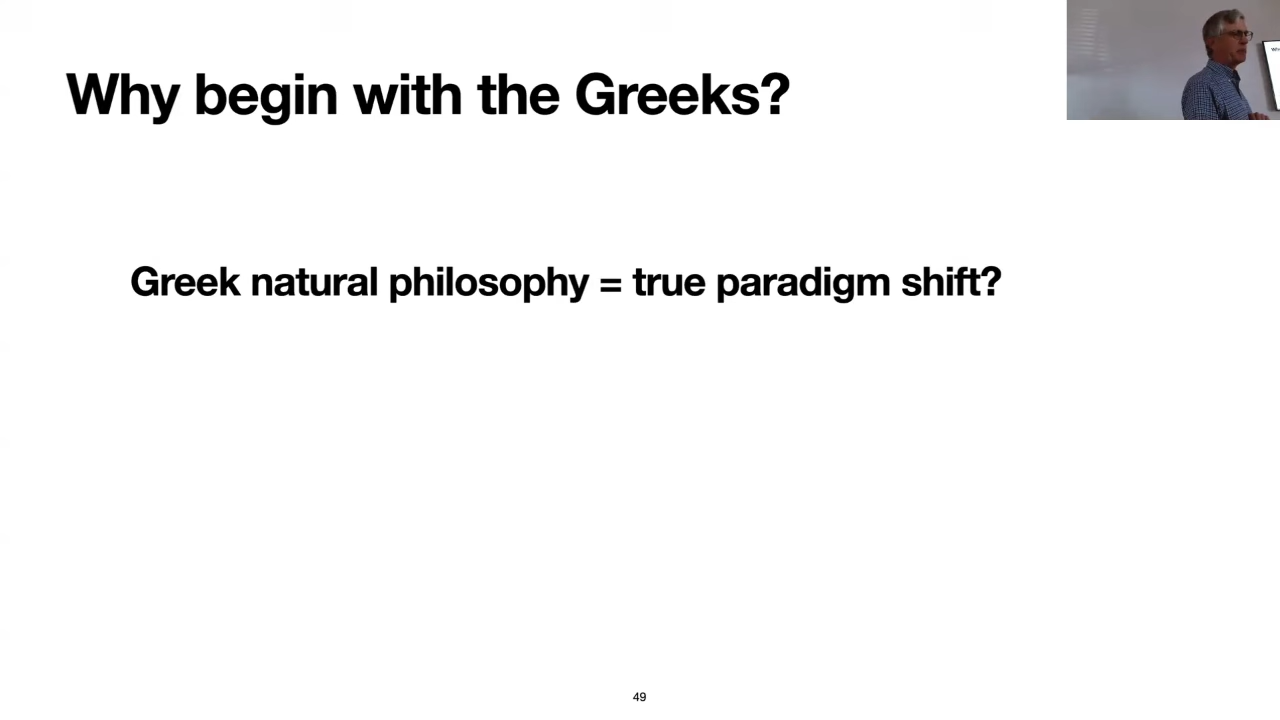 Why begin with the Greeks?
Greek natural philosophy = true paradigm shift?
49